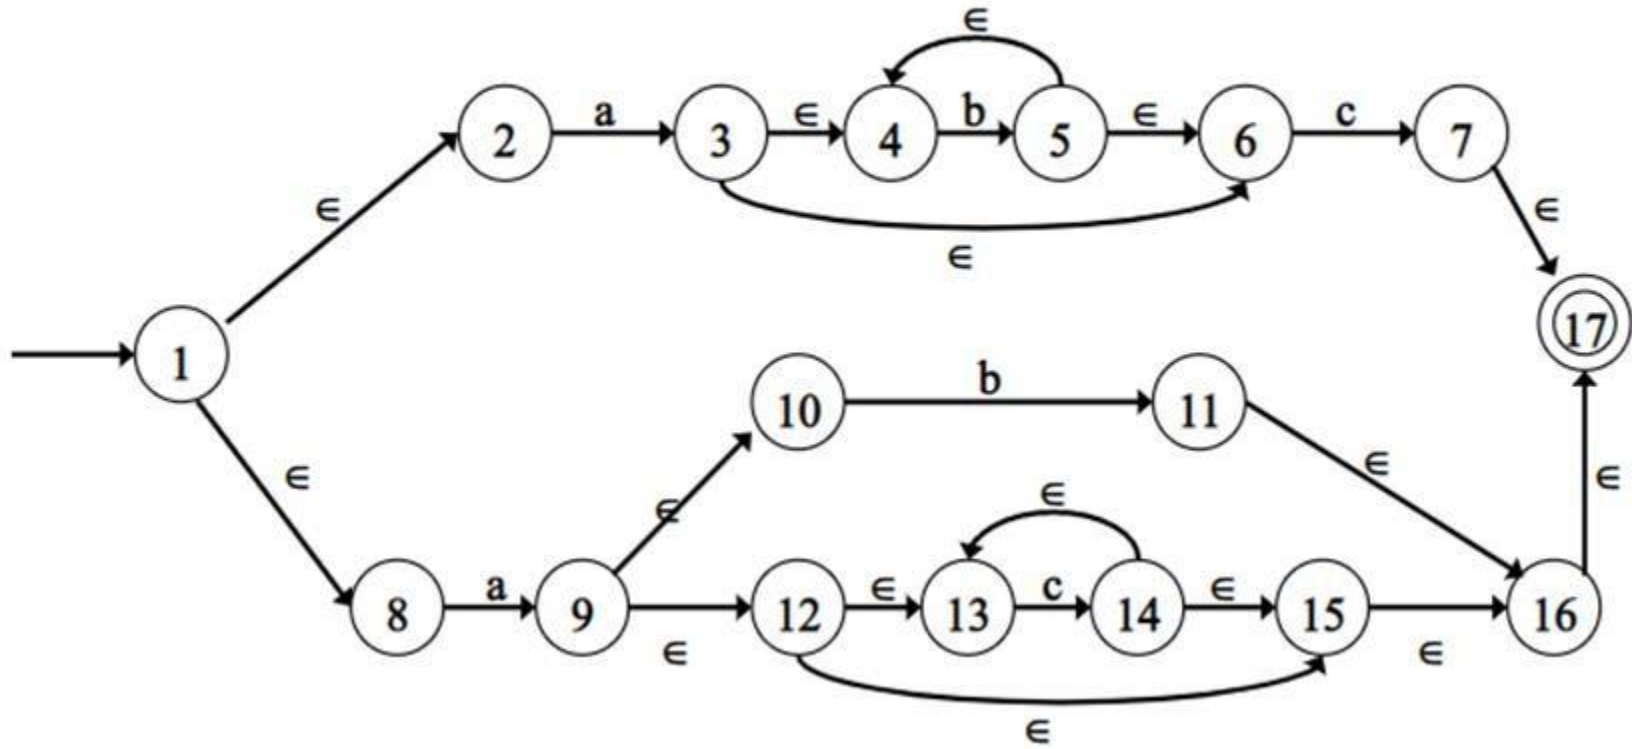 ∈
2 a 3 ∈ 4 b 5 ∈ 6 c 7
∈ ∈
∈
1 17
10 b 11
∈ ∈ ∈
∈ ∈
8 a 9 12 ∈ 13 c 14 ∈ 15 16
∈ ∈
∈